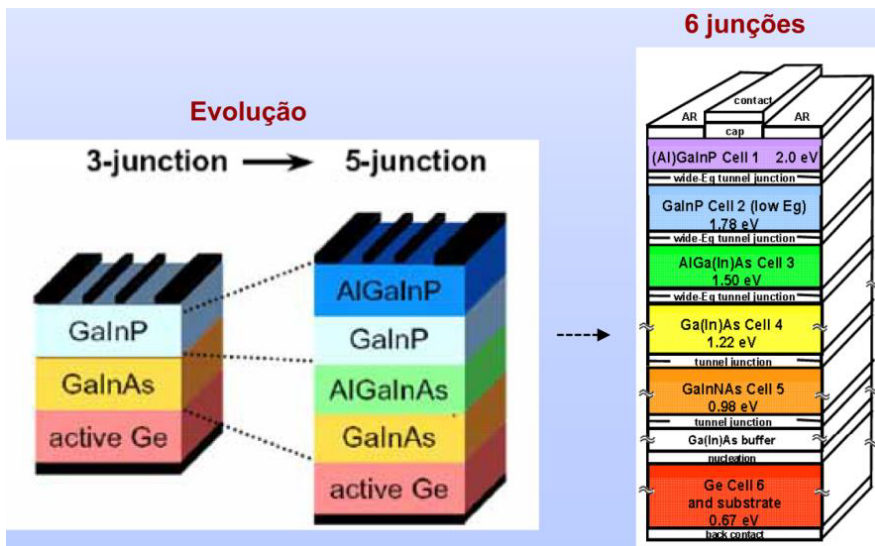 6 junções
Evolução
3-junction
5-junction
GaInP
GaInAs
active Ge
AlGaInP
GaInP
AlGaInAs
GaInAs
active Ge
contact
AR
AR
cap
(Al)GaInP Cell 1 2.0 eV
wide-Eg tunnel junction
GaInP Cell 2 (low Eg)
1.78 eV
wide-Eg tunnel junction
AlGa(In)As Cell 3
1.50 eV
wide-Eg tunnel junction
Ga(In)As Cell 4
1.22 eV
tunnel junction
GaInNAs Cell 5
0.98 eV
tunnel junction
Ga(In)As buffer
nucleation
Ge Cell 6
and substrate
0.67 eV
back contact